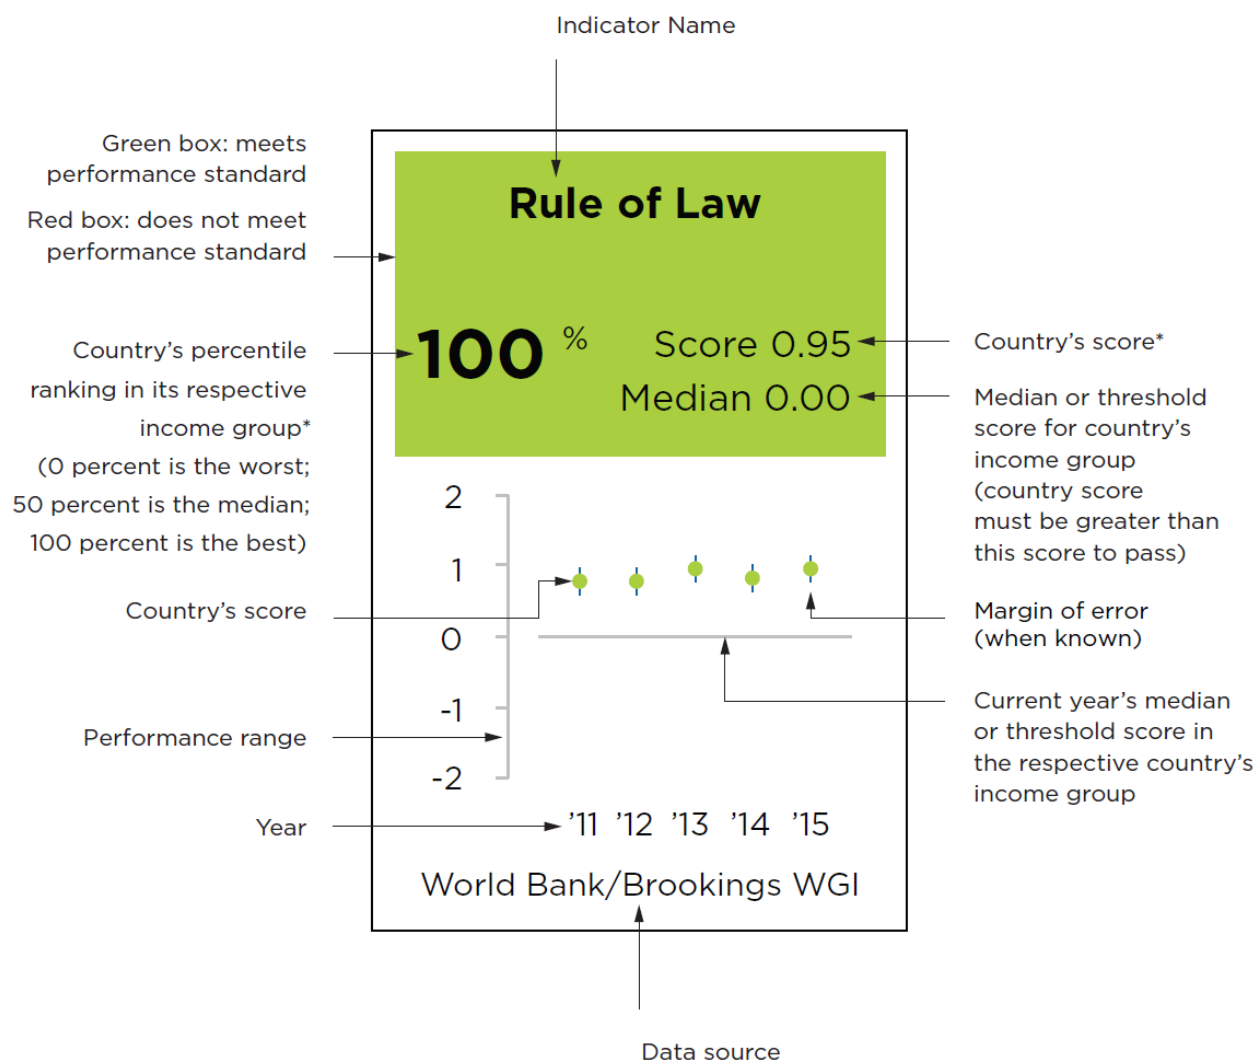 Indicator Name
Green box: meets
performance standard
Red box: does not meet
performance standard
Country’s percentile
ranking in its respective
income group*
(0 percent is the worst;
50 percent is the median;
100 percent is the best)
Country’s score
Performance range
Year
Rule of Law
100 %
Score 0.95
Median 0.00
2
1
0
-1
-2
’11 ’12 ’13 ’14 ’15
World Bank/Brookings WGI
Country’s score*
Median or threshold
score for country’s
income group
(country score
must be greater than
this score to pass)
Margin of error
(when known)
Current year’s median
or threshold score in
the respective country’s
income group
Data source